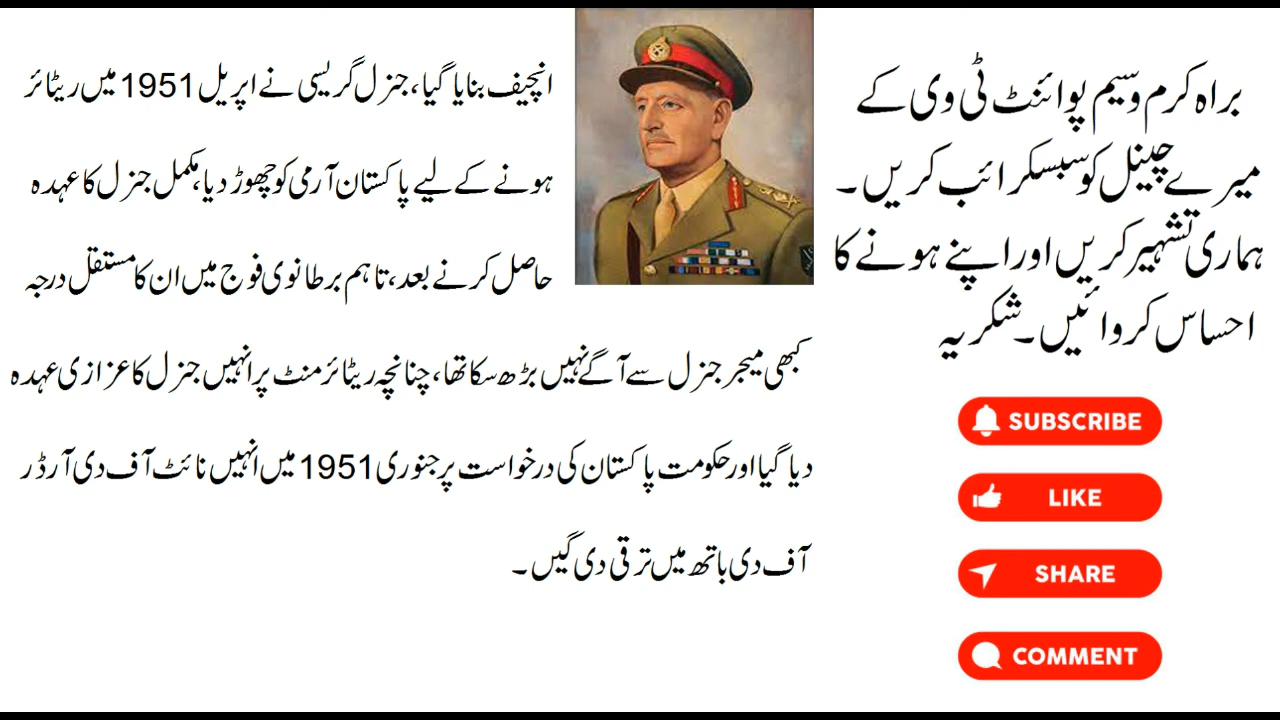 انچیف بنایا گیا، جنرل گریسی نے اپریل 1951 میں ریٹائر
ہونے کے لیے پاکستان آرمی کو چھوڑ دیا، مکمل جنرل کا عہدہ
حاصل کرنے بعد، تاہم برطانوی فوج میں ان کا مستقل درجہ
کبھی میجر جنرل سے آگے نہیں بڑھ سکا تھا، چنانچہ ریٹائرمنٹ پر انہیں جنرل کا عزازی عہدہ
دیا گیا اور حکومت پاکستان کی درخواست پر جنوری 1951 میں انہیں نائٹ آف دی آرڈر
آف دی باتھ میں ترقی دی گیں۔
براہ کرم وسیم پوائنٹ ٹی وی کے
میرے چینل کو سبسکرائب کریں۔
ہماری تشہیر کریں اور اپنے ہونے کا
احساس کروائیں۔ شکریہ
SUBSCRIBE
LIKE
SHARE
COMMENT